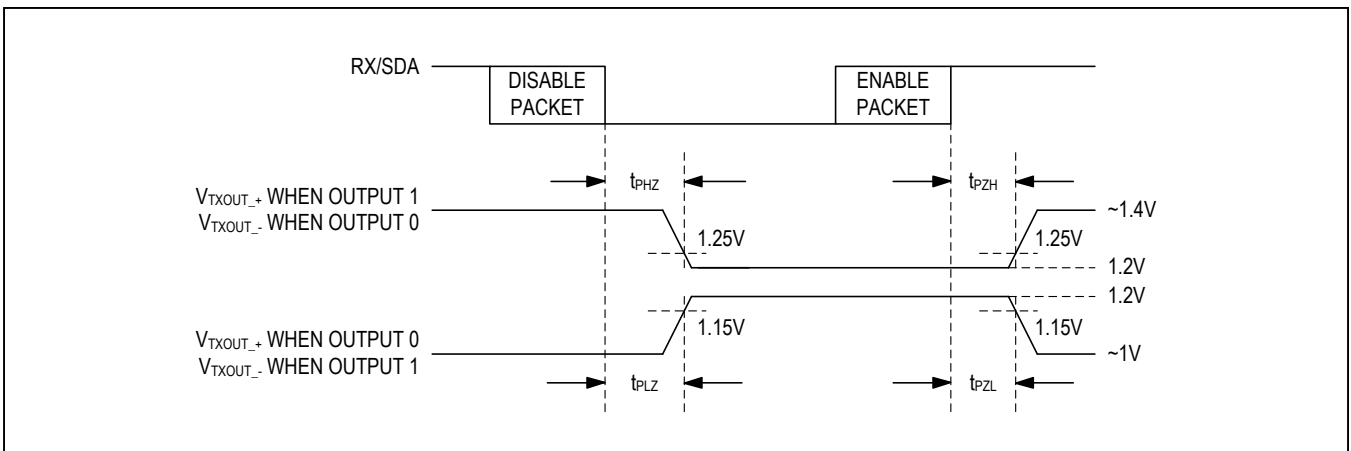 RX/SDA
DISABLE
PACKET
ENABLE
PACKET
tPHZ
tPZH
VTXOUT_+ WHEN OUTPUT 1
VTXOUT_- WHEN OUTPUT 0
~1.4V
1.25V
1.25V
1.2V
1.2V
1.15V
1.15V
VTXOUT_+ WHEN OUTPUT 0
VTXOUT_- WHEN OUTPUT 1
~1V
tPLZ
tPZL